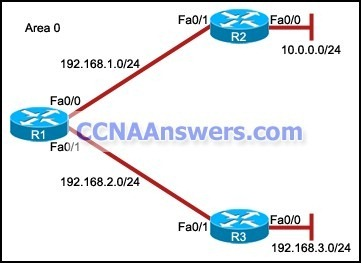 Area 0
Fa0/1
Fa0/0
R2
10.0.0.0/24
192.168.1.0/24
Fa0/0
R1
CCNAAnswers.com
Fa0/1
192.168.2.0/24
Fa0/1
Fa0/0
R3
192.168.3.0/24